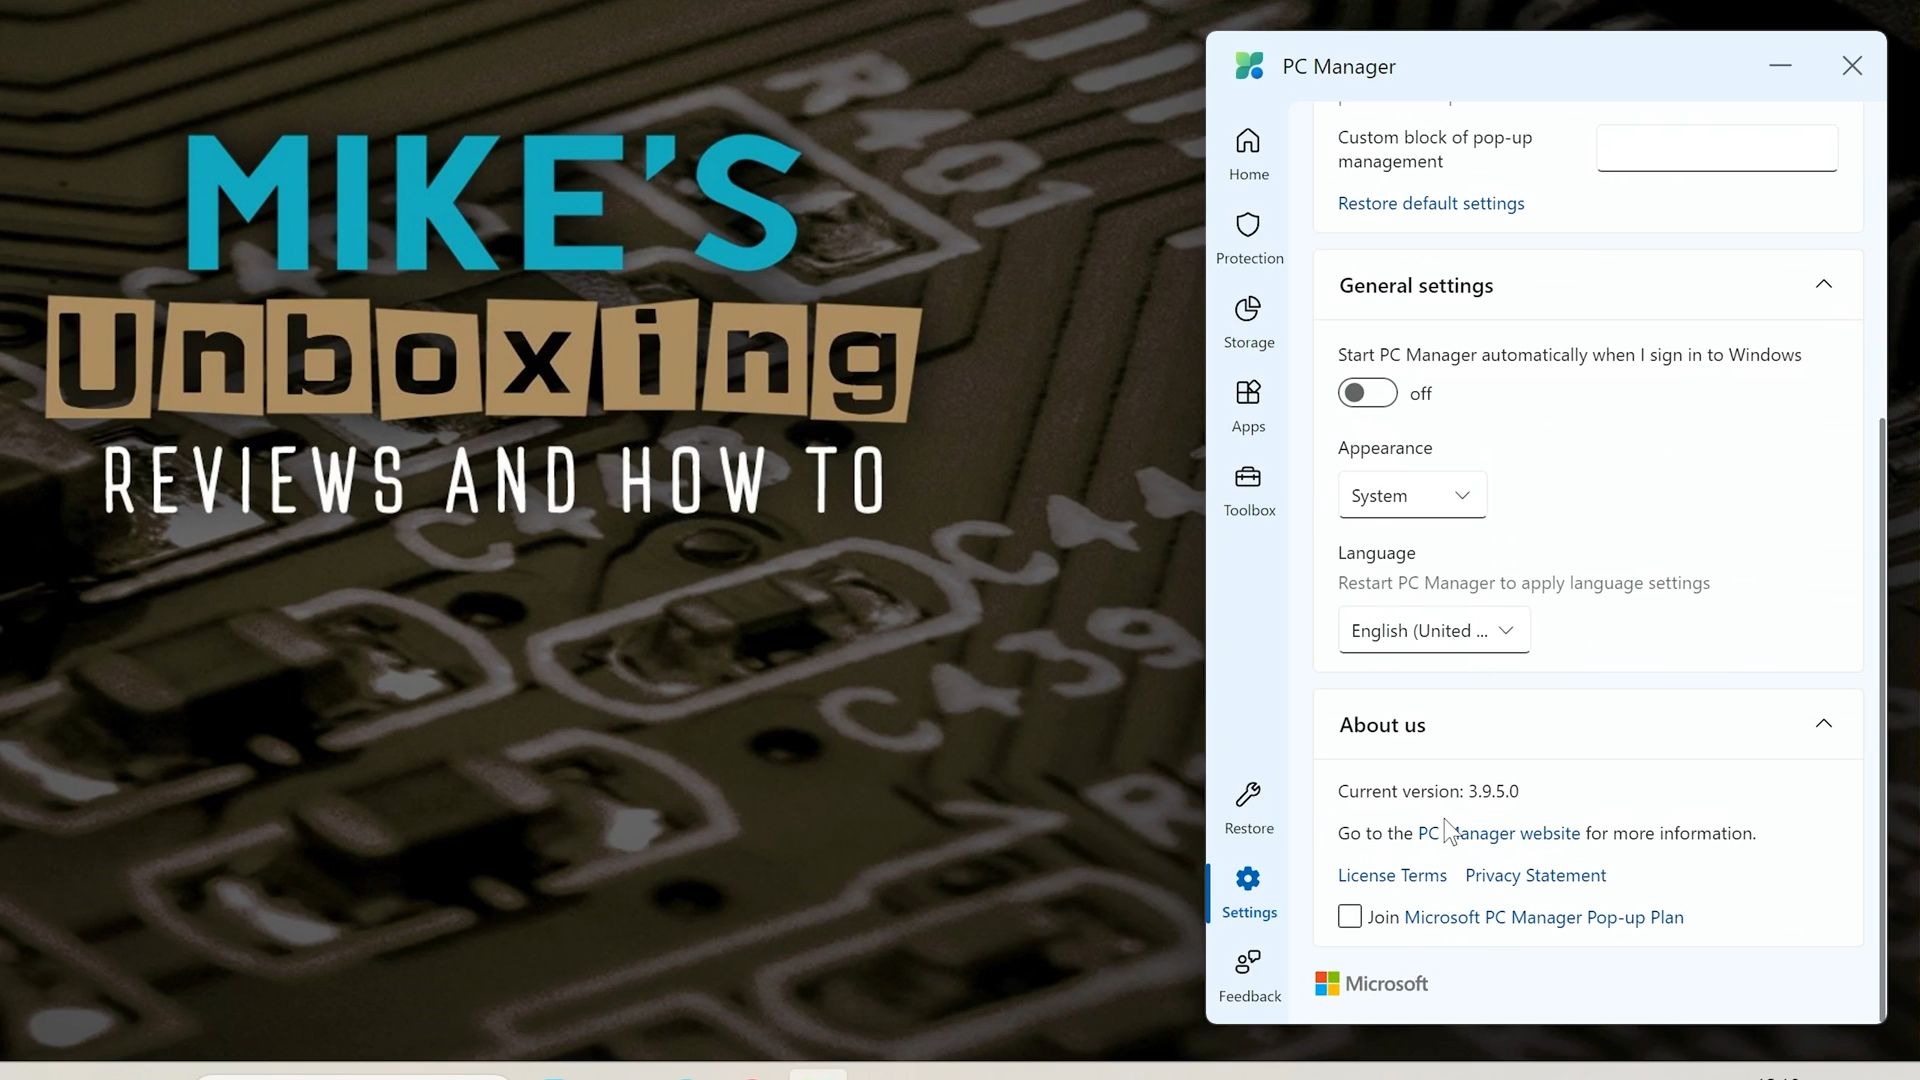 MIKE'S
Unboxing
REVIEWS AND HOW TO
PC Manager
Home
Protection
Storage
Apps
Toolbox
Restore
Settings
Feedback
Custom block of pop-up
management
Restore default settings
General settings
Start PC Manager automatically when I sign in to Windows
off
Appearance
System
Language
Restart PC Manager to apply language settings
English (United ...
About us
Current version: 3.9.5.0
Go to the PC Manager website for more information.
License Terms Privacy Statement
Join Microsoft PC Manager Pop-up Plan
Microsoft
R401
C39